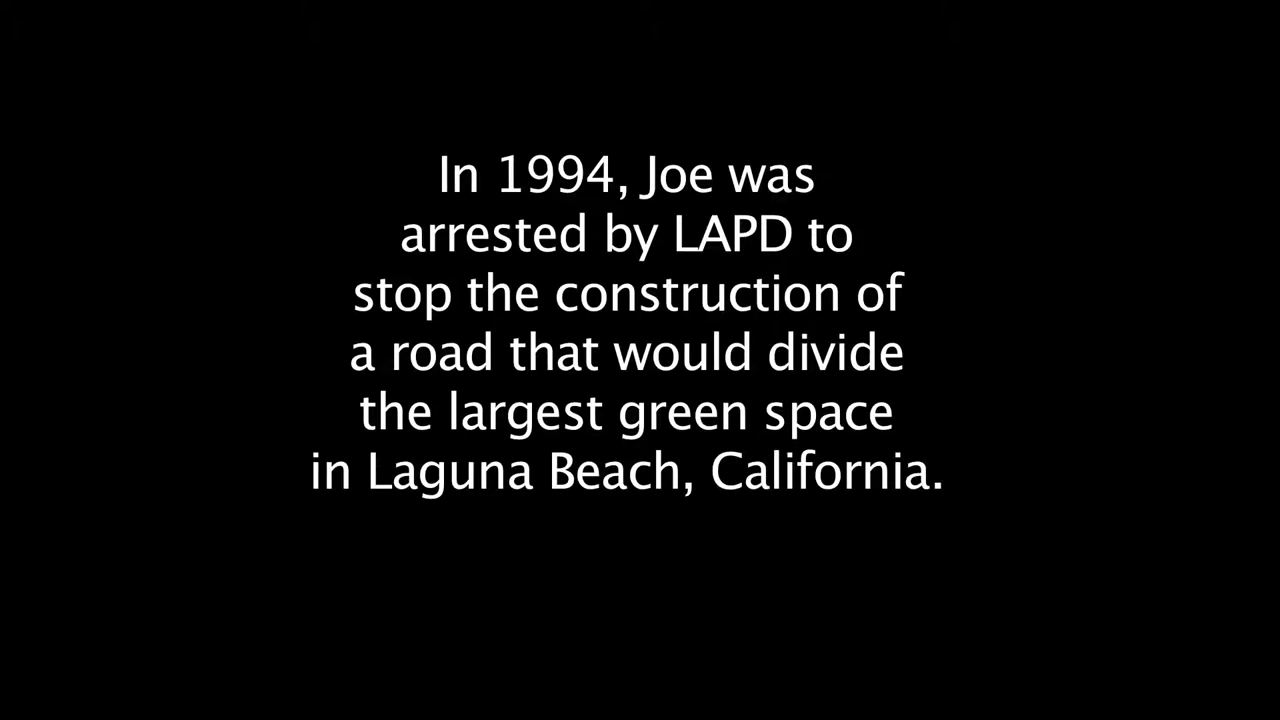 In 1994, Joe was
arrested by LAPD to
stop the construction of
a road that would divide
the largest green space
in Laguna Beach, California.